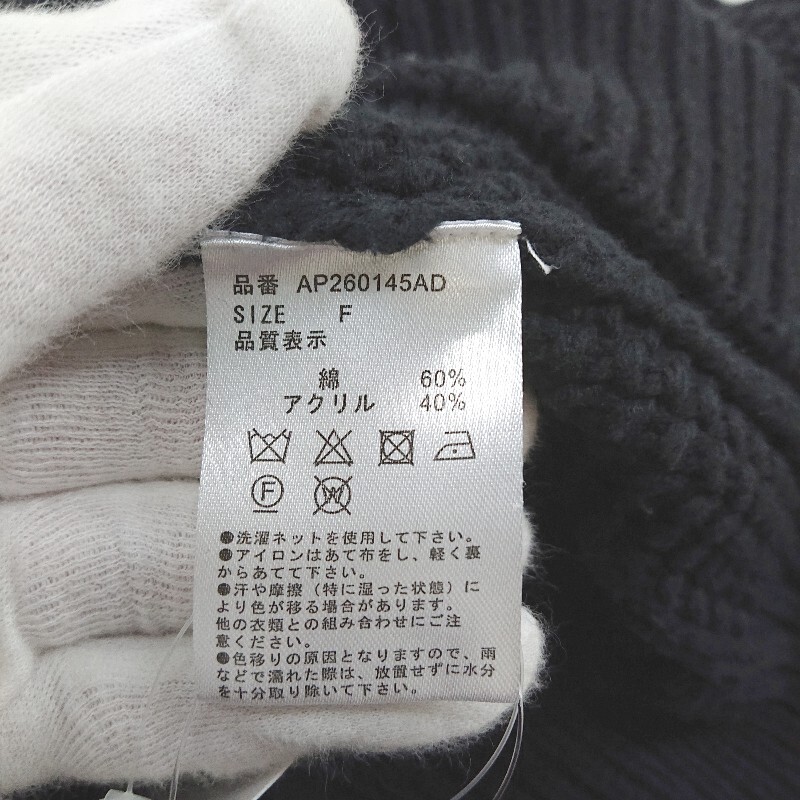 品番 AP260145AD
SIZE F
品質表示
綿 60%
アクリル 40%
F W
●洗濯ネットを使用して下さい。
●アイロンはあて布をし、軽く裏
からあてて下さい。
●汗や摩擦(特に湿った状態)に
より色が移る場合があります。
他の衣類との組み合わせにご注
意ください。
●色移りの原因となりますので、雨
などで濡れた際は、放置せずに水分
を十分取り除いて下さい。